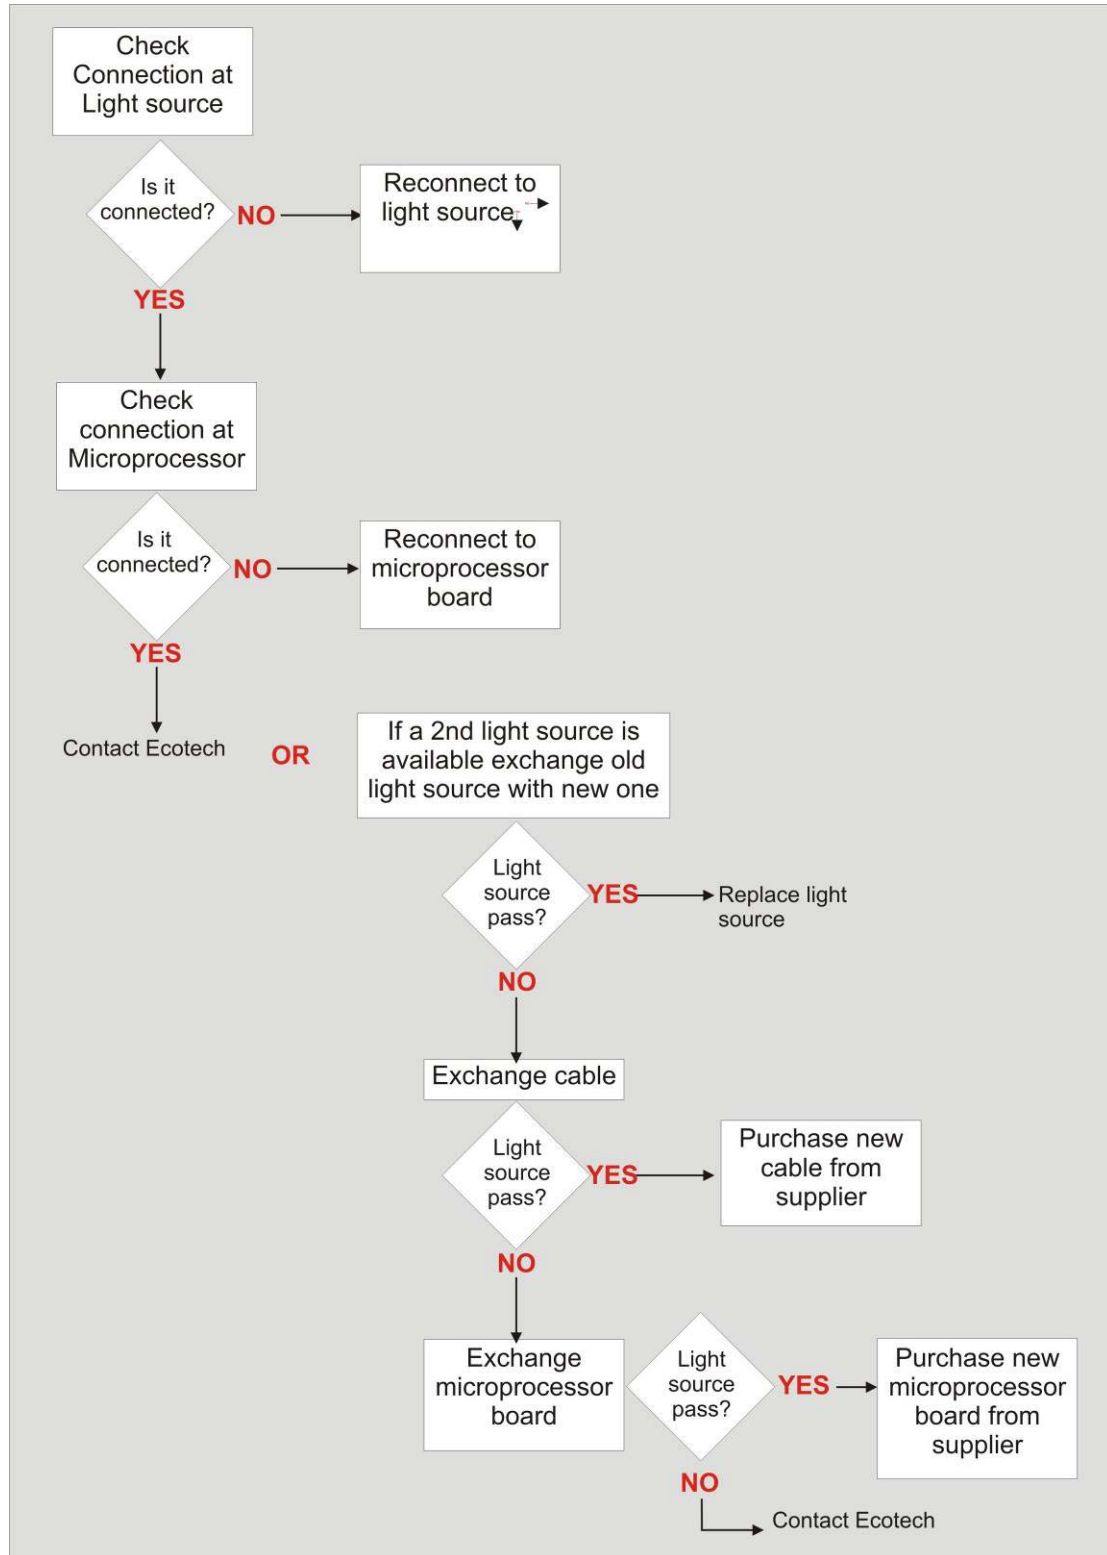 Check
Connection at
Light source
Is it
connected?
NO
Reconnect to
light source
YES
Check
connection at
Microprocessor
Is it
connected?
NO
Reconnect to
microprocessor
board
YES
Contact Ecotech
OR
If a 2nd light source is
available exchange old
light source with new one
Light
source
pass?
YES
Replace light
source
NO
Exchange cable
Light
source
pass?
YES
Purchase new
cable from
supplier
NO
Exchange
microprocessor
board
Light
source
pass?
YES
Purchase new
microprocessor
board from
supplier
NO
Contact Ecotech